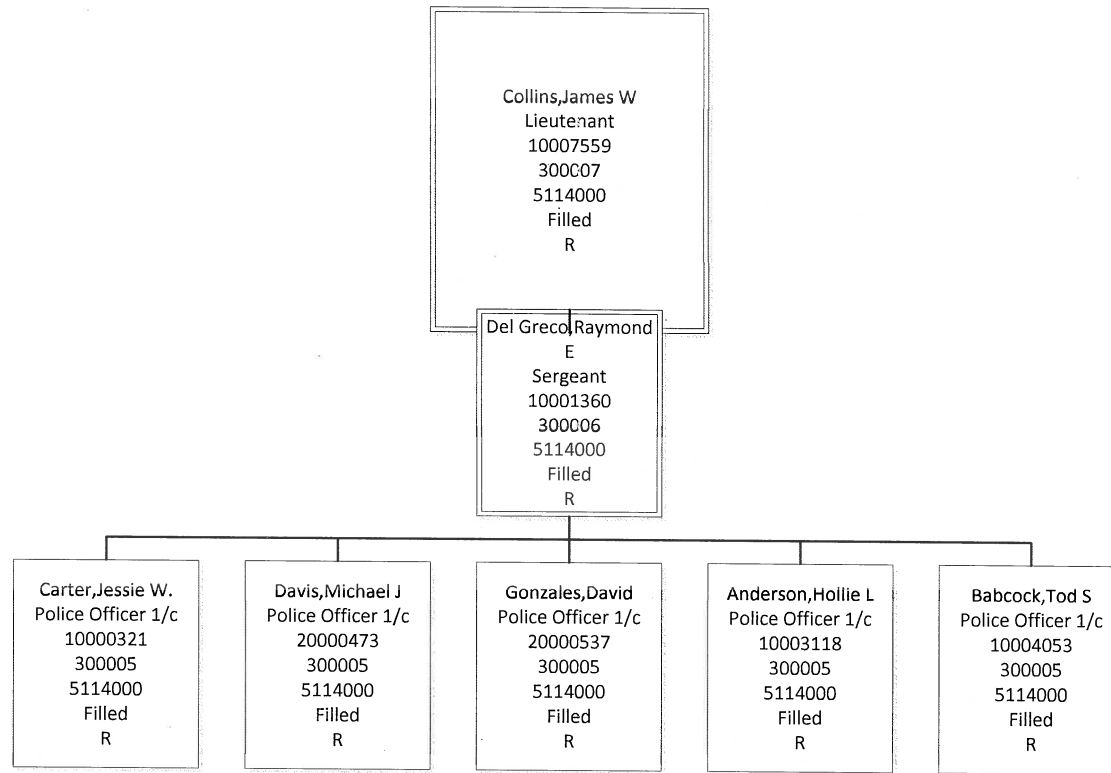 Collins,James W
Lieutenant
10007559
300007
5114000
Filled
R
Del Greco,Raymond
E
Sergeant
10001360
300006
5114000
Filled
R
Carter,Jessie W.
Police Officer 1/c
10000321
300005
5114000
Filled
R
Davis,Michael J
Police Officer 1/c
20000473
300005
5114000
Filled
R
Gonzales,David
Police Officer 1/c
20000537
300005
5114000
Filled
R
Anderson,Hollie L
Police Officer 1/c
10003118
300005
5114000
Filled
R
Babcock,Tod S
Police Officer 1/c
10004053
300005
5114000
Filled
R